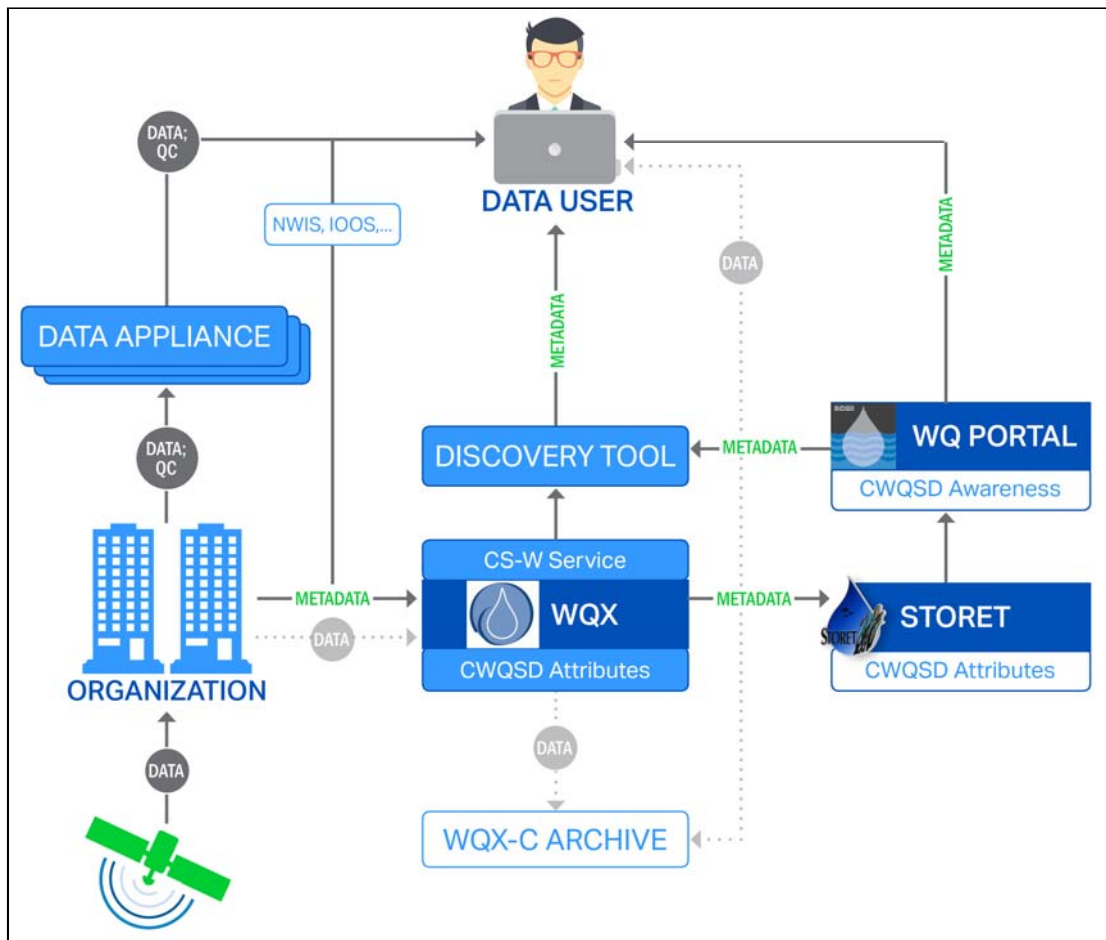 DATA;
QC
DATA USER
NWIS, IOOS,...
DATA
METADATA
DATA APPLIANCE
METADATA
DATA;
QC
DISCOVERY TOOL
METADATA
WQ PORTAL
CWQSD Awareness
CS-W Service
METADATA
WQX
METADATA
STORET
STORET
DATA
CWQSD Attributes
CWQSD Attributes
ORGANIZATION
DATA
DATA
WQX-C ARCHIVE